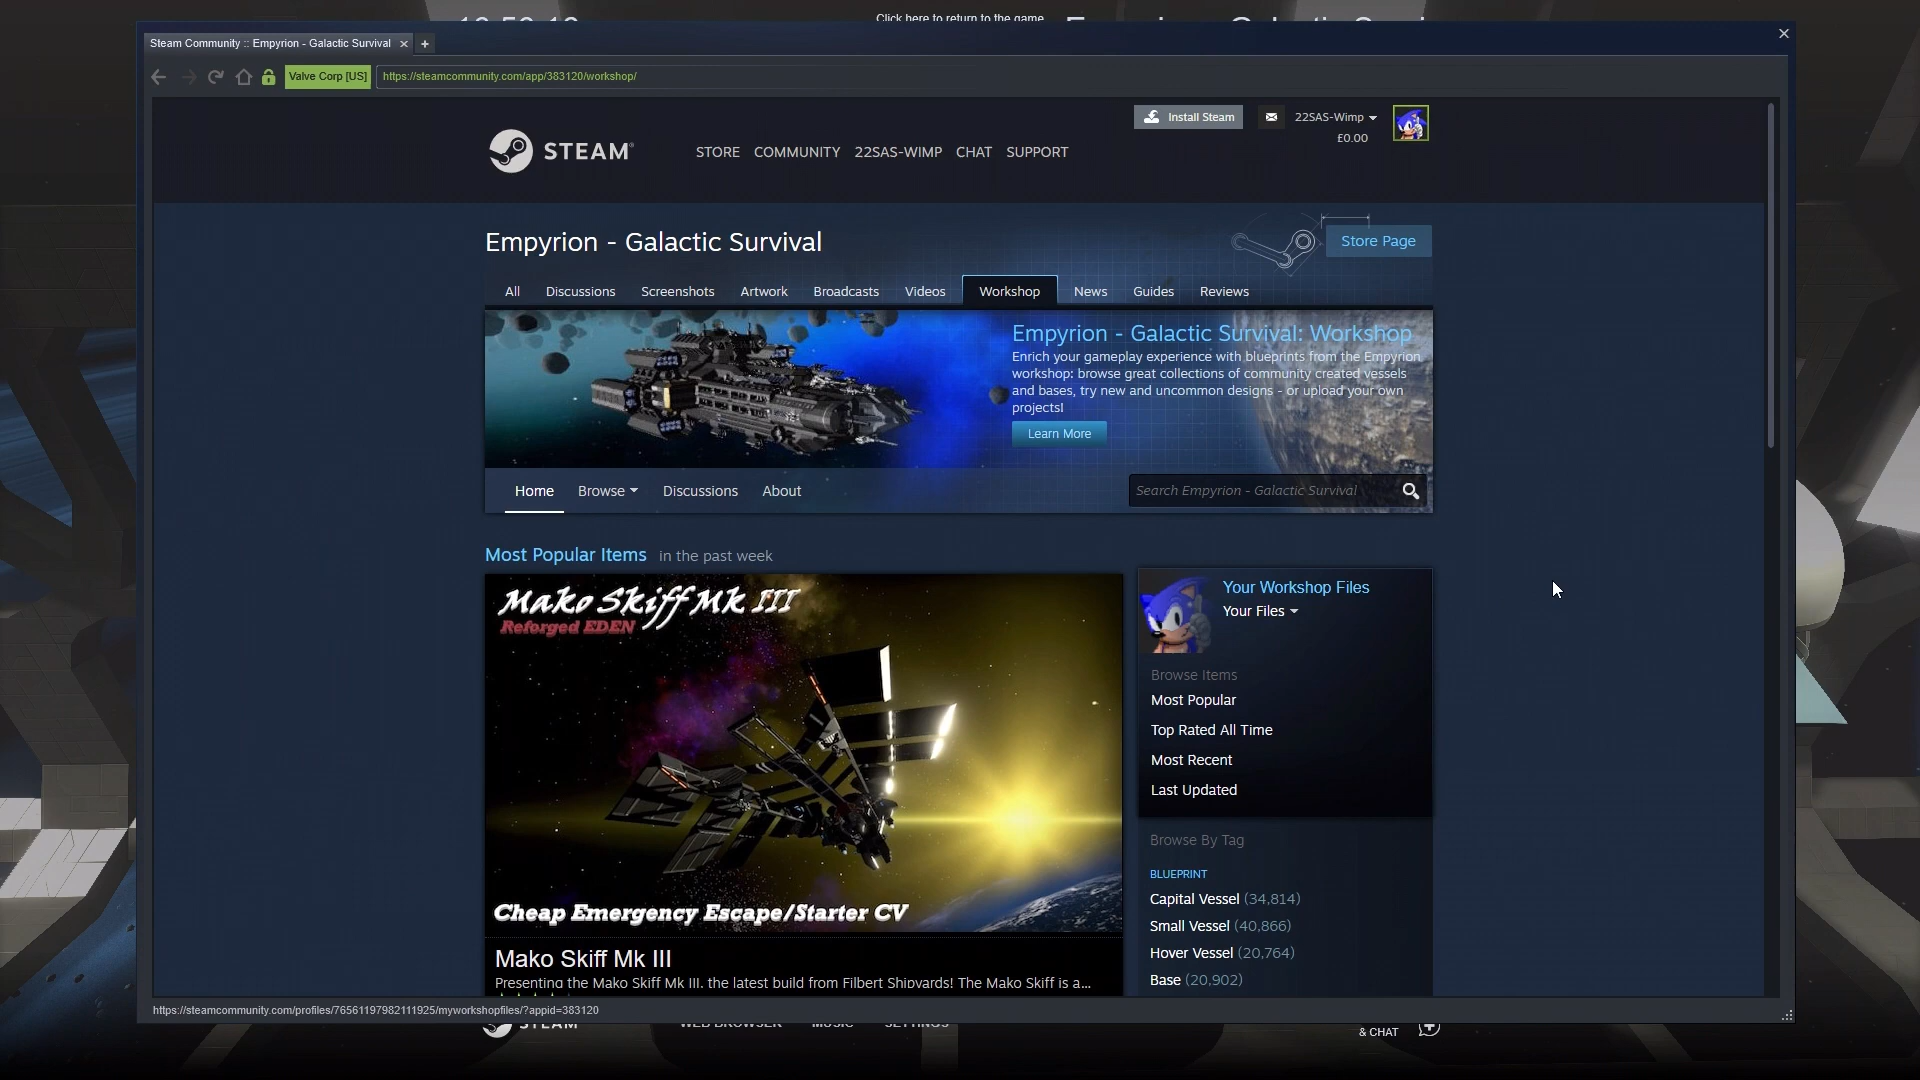 Click here to return to the game
Steam Community :: Empyrion - Galactic Survival
Valve Corp [US]
https://steamcommunity.com/app/383120/workshop/
Install Steam
22SAS-Wimp
£0.00
STEAM
STORE COMMUNITY 22SAS-WIMP CHAT SUPPORT
Empyrion - Galactic Survival
Store Page
All Discussions Screenshots Artwork Broadcasts Videos Workshop News Guides Reviews
Empyrion - Galactic Survival: Workshop
Enrich your gameplay experience with blueprints from the Empyrion
workshop: browse great collections of community created vessels
and bases, try new and uncommon designs - or upload your own
projects!
Learn More
Home Browse Discussions About
Search Empyrion - Galactic Survival
Most Popular Items in the past week
Mako Skiff Mk III
Reforged EDEN
Cheap Emergency Escape/Starter CV
Mako Skiff Mk III
Presenting the Mako Skiff Mk III. the latest build from Filbert Shipyards! The Mako Skiff is a...
Your Workshop Files
Your Files
Browse Items
Most Popular
Top Rated All Time
Most Recent
Last Updated
Browse By Tag
BLUEPRINT
Capital Vessel (34,814)
Small Vessel (40,866)
Hover Vessel (20,764)
Base (20,902)
https://steamcommunity.com/profiles/76561197982111925/myworkshopfiles/?appid=383120
STEAM
WEB BROWSER MUSIC SETTINGS
& CHAT